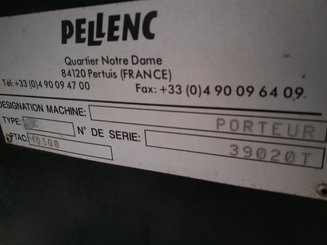 PELLENC
Quartier Notre Dame
84120 Pertuis (FRANCE)
Tel: +33 (0)4 90 09 47 00 Fax: +33 (0)4 90 09 64 09
DESIGNATION MACHINE: PORTEUR
TYPE: N° DE SERIE: 39020T
PTAC: 10500